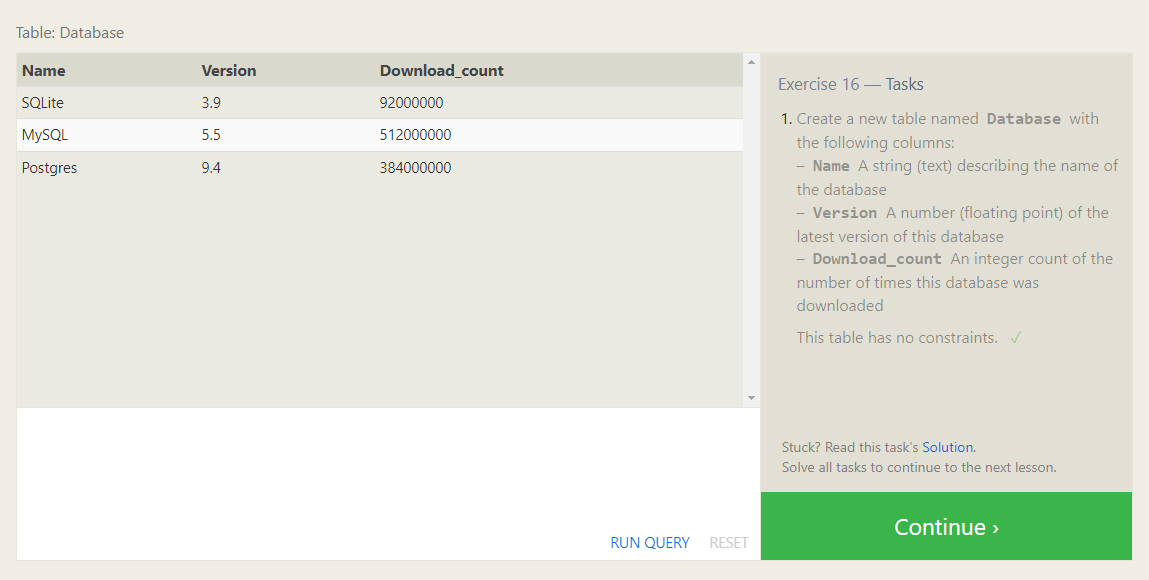 Table: Database
Name Version Download_count
SQLite 3.9 92000000
MySQL 5.5 512000000
Postgres 9.4 384000000
RUN QUERY RESET
Exercise 16 — Tasks
1. Create a new table named Database with
the following columns:
– Name A string (text) describing the name of
the database
– Version A number (floating point) of the
latest version of this database
– Download_count An integer count of the
number of times this database was
downloaded
This table has no constraints. ✓
Stuck? Read this task's Solution.
Solve all tasks to continue to the next lesson.
Continue ›